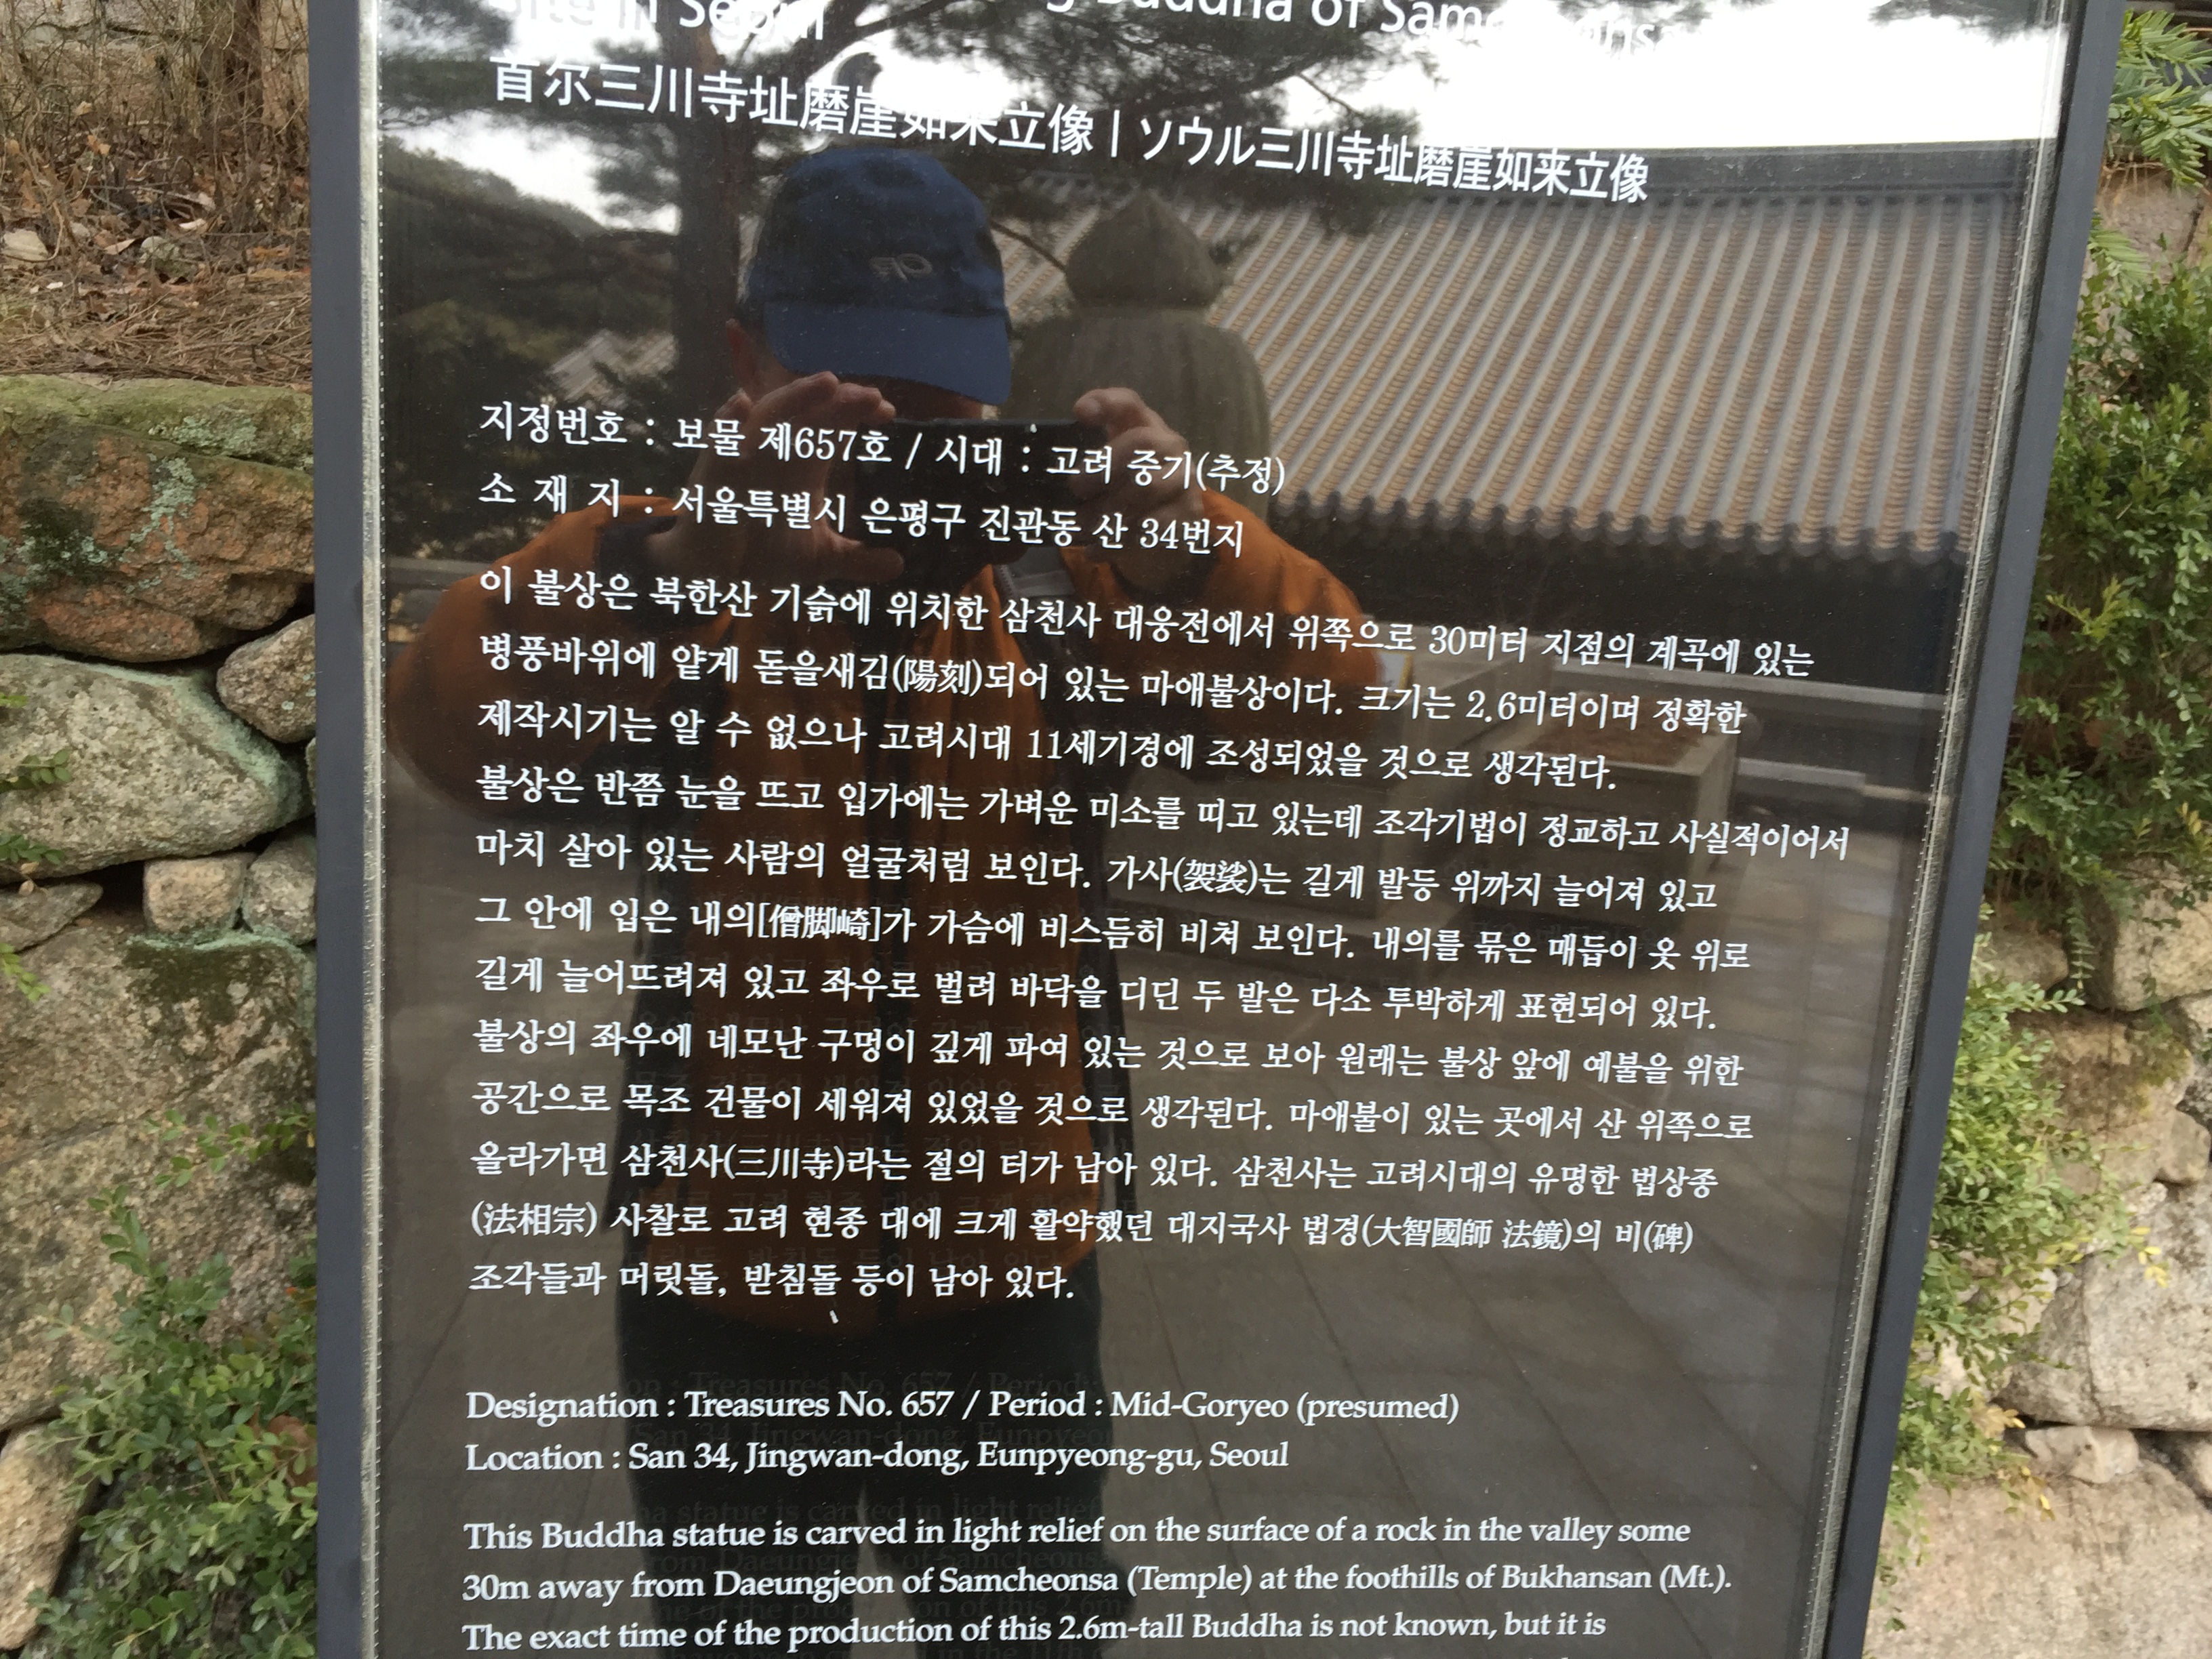 Site in Seoul
Buddha of
首尔三川寺址磨崖如来立像 | ソウル三川寺址磨崖如来立像
지정번호 : 보물 제657호 / 시대 : 고려 중기(추정)
소 재 지 : 서울특별시 은평구 진관동 산 34번지
이 불상은 북한산 기슭에 위치한 삼천사 대웅전에서 위쪽으로 30미터 지점의 계곡에 있는
병풍바위에 얕게 돋을새김(陽刻)되어 있는 마애불상이다. 크기는 2.6미터이며 정확한
제작시기는 알 수 없으나 고려시대 11세기경에 조성되었을 것으로 생각된다.
불상은 반쯤 눈을 뜨고 입가에는 가벼운 미소를 띠고 있는데 조각기법이 정교하고 사실적이어서
마치 살아 있는 사람의 얼굴처럼 보인다. 가사(袈裟)는 길게 발등 위까지 늘어져 있고
그 안에 입은 내의[僧脚崎]가 가슴에 비스듬히 비쳐 보인다. 내의를 묶은 매듭이 옷 위로
길게 늘어뜨려져 있고 좌우로 벌려 바닥을 디딘 두 발은 다소 투박하게 표현되어 있다.
불상의 좌우에 네모난 구멍이 깊게 파여 있는 것으로 보아 원래는 불상 앞에 예불을 위한
공간으로 목조 건물이 세워져 있었을 것으로 생각된다. 마애불이 있는 곳에서 산 위쪽으로
올라가면 삼천사(三川寺)라는 절의 터가 남아 있다. 삼천사는 고려시대의 유명한 법상종
(法相宗) 사찰로 고려 현종 대에 크게 활약했던 대지국사 법경(大智國師 法鏡)의 비(碑)
조각들과 머릿돌, 받침돌 등이 남아 있다.
Designation : Treasures No. 657 / Period : Mid-Goryeo (presumed)
Location : San 34, Jingwan-dong, Eunpyeong-gu, Seoul
This Buddha statue is carved in light relief on the surface of a rock in the valley some
30m away from Daeungjeon of Samcheonsa (Temple) at the foothills of Bukhansan (Mt.).
The exact time of the production of this 2.6m-tall Buddha is not known, but it is